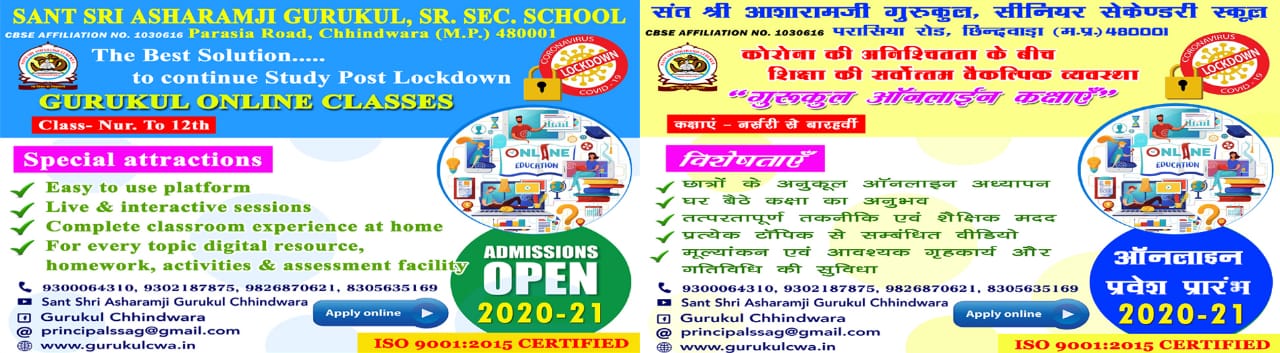 SANT SRI ASHARAMJI GURUKUL, SR. SEC. SCHOOL
CBSE AFFILIATION NO. 1030616 Parasia Road, Chhindwara (M.P.) 480001
The Best Solution.....
to continue Study Post Lockdown
GURUKUL ONLINE CLASSES
Class- Nur. To 12th
CORONAVIRUS
LOCKDOWN
COVID-19
Special attractions
Easy to use platform
Live & interactive sessions
Complete classroom experience at home
For every topic digital resource,
homework, activities & assessment facility
ONLINE
EDUCATION
ADMISSIONS
OPEN
2020-21
9300064310, 9302187875, 9826870621, 8305635169
Sant Shri Asharamji Gurukul Chhindwara
Gurukul Chhindwara
principalssag@gmail.com
www.gurukulcwa.in
Apply online
ISO 9001:2015 CERTIFIED
संत श्री आशारामजी गुरुकुल, सीनियर सेकेण्डरी स्कूल
CBSE AFFILIATION NO. 1030616 परासिया रोड, छिन्दवाड़ा (म.प्र.) 480001
कोरोना की अनिश्चितता के बीच
शिक्षा की सर्वोत्तम वैकल्पिक व्यवस्था
“गुरूकुल ऑनलाईन कक्षाएँ”
कक्षाएं - नर्सरी से बारहवीं
CORONAVIRUS
LOCKDOWN
COVID-19
विशेषताएँ
छात्रों के अनुकूल ऑनलाइन अध्यापन
घर बैठे कक्षा का अनुभव
तत्परतापूर्ण तकनीकि एवं शैक्षिक मदद
प्रत्येक टॉपिक से सम्बंधित वीडियो
मूल्यांकन एवं आवश्यक गृहकार्य और
गतिविधि की सुविधा
ONLINE
EDUCATION
ऑनलाइन
प्रवेश प्रारंभ
2020-21
9300064310, 9302187875, 9826870621, 8305635169
Sant Shri Asharamji Gurukul Chhindwara
Gurukul Chhindwara
principalssag@gmail.com
www.gurukulcwa.in
Apply online
ISO 9001:2015 CERTIFIED